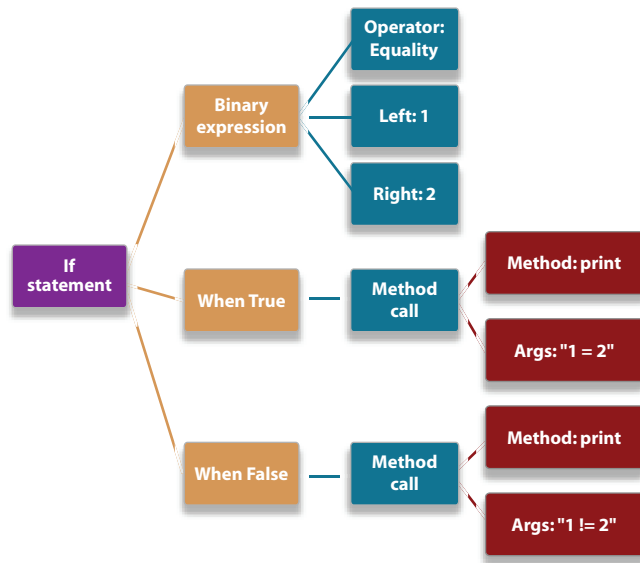 If
statement
Binary
expression
Operator:
Equality
Left: 1
Right: 2
When True
Method
call
Method: print
Args: "1 = 2"
When False
Method
call
Method: print
Args: "1 != 2"